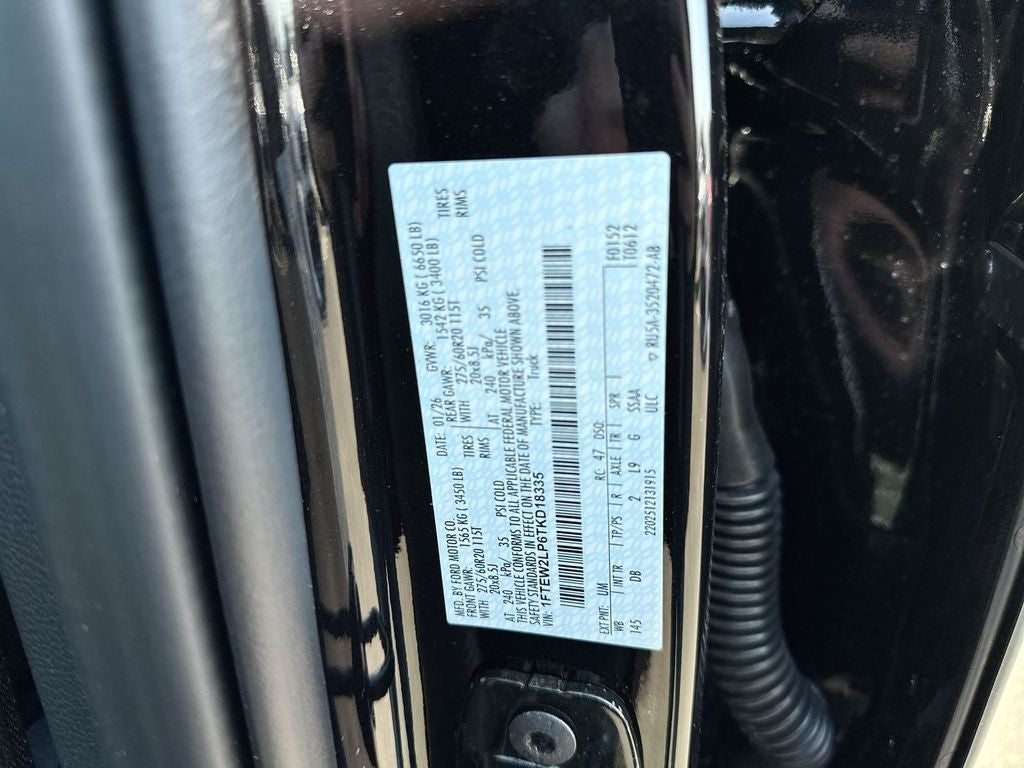 MFD. BY FORD MOTOR CO. DATE: 01/26 GVWR: 3016 KG ( 6650 LB)
FRONT GAWR: 1565 KG (3450 LB) REAR GAWR: 1542 KG ( 3400 LB)
WITH 275/60R20 115T TIRES WITH 275/60R20 115T TIRES
20x8.5J RIMS 20x8.5J RIMS
AT 240 kPa/ 35 PSI COLD AT 240 kPa/ 35 PSI COLD
THIS VEHICLE CONFORMS TO ALL APPLICABLE FEDERAL MOTOR VEHICLE
SAFETY STANDARDS IN EFFECT ON THE DATE OF MANUFACTURE SHOWN ABOVE.
VIN: 1FTEW2LP6TKD18335 TYPE: Truck
EXT PNT: UM RC: 47 DSO: F0152
WB INT TR TP/PS R AXLE TR SPR T0612
145 DB 2 L9 G SSAA
220251213191S ULC ▽ RU5A-3520472-AB